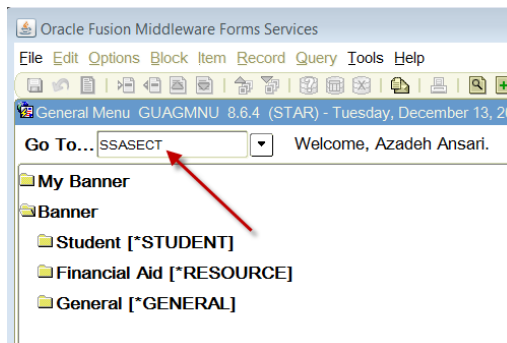 Oracle Fusion Middleware Forms Services
File Edit Options Block Item Record Query Tools Help
General Menu GUAGMNU 8.6.4 (STAR) - Tuesday, December 13, 2
Go To... SSASECT Welcome, Azadeh Ansari.
My Banner
Banner
Student [*STUDENT]
Financial Aid [*RESOURCE]
General [*GENERAL]